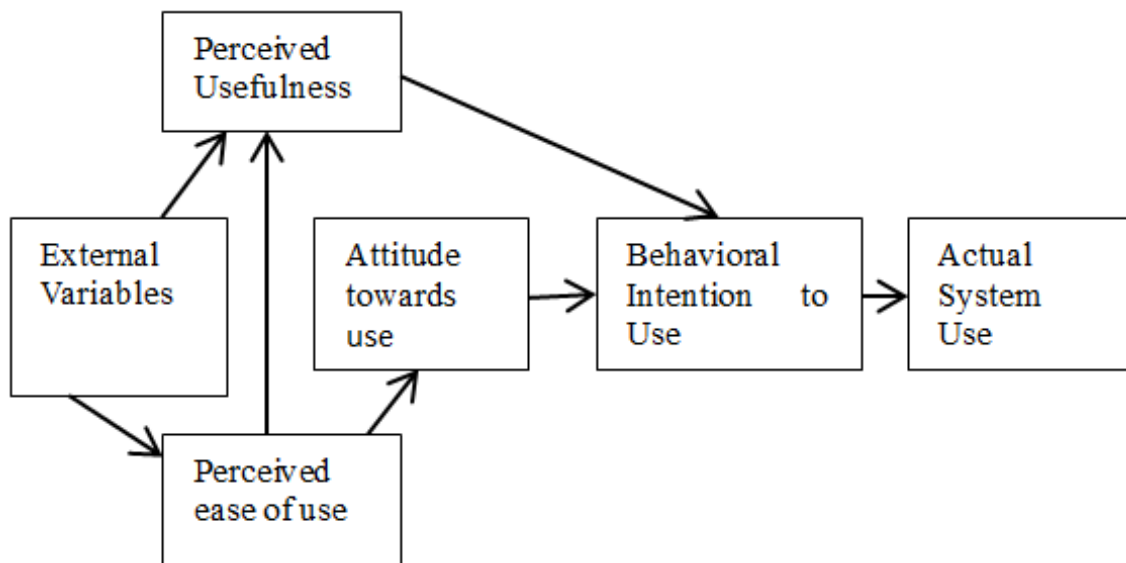 Perceived
Usefulness
External
Variables
Attitude
towards
use
Behavioral
Intention to
Use
Actual
System
Use
Perceived
ease of use